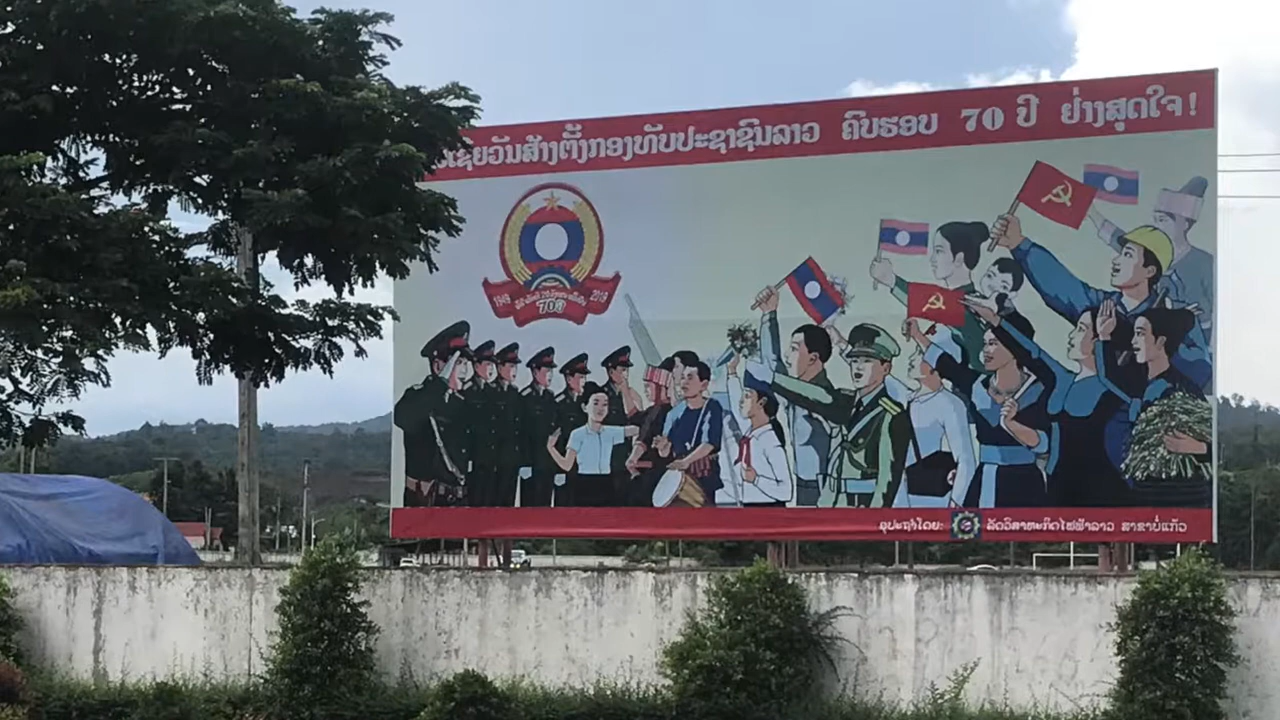 ໄຊຍວັນສ້າງຕັ້ງກອງທັບປະຊາຊົນລາວ ຄົບຮອບ 70 ປີ ຢ່າງສຸດໃຈ!
1949
2019
70ປີ
ອຸປະຖຳໂດຍ: ລັດວິສາຫະກິດໄຟຟ້າລາວ ສາຂາບໍ່ແກ້ວ